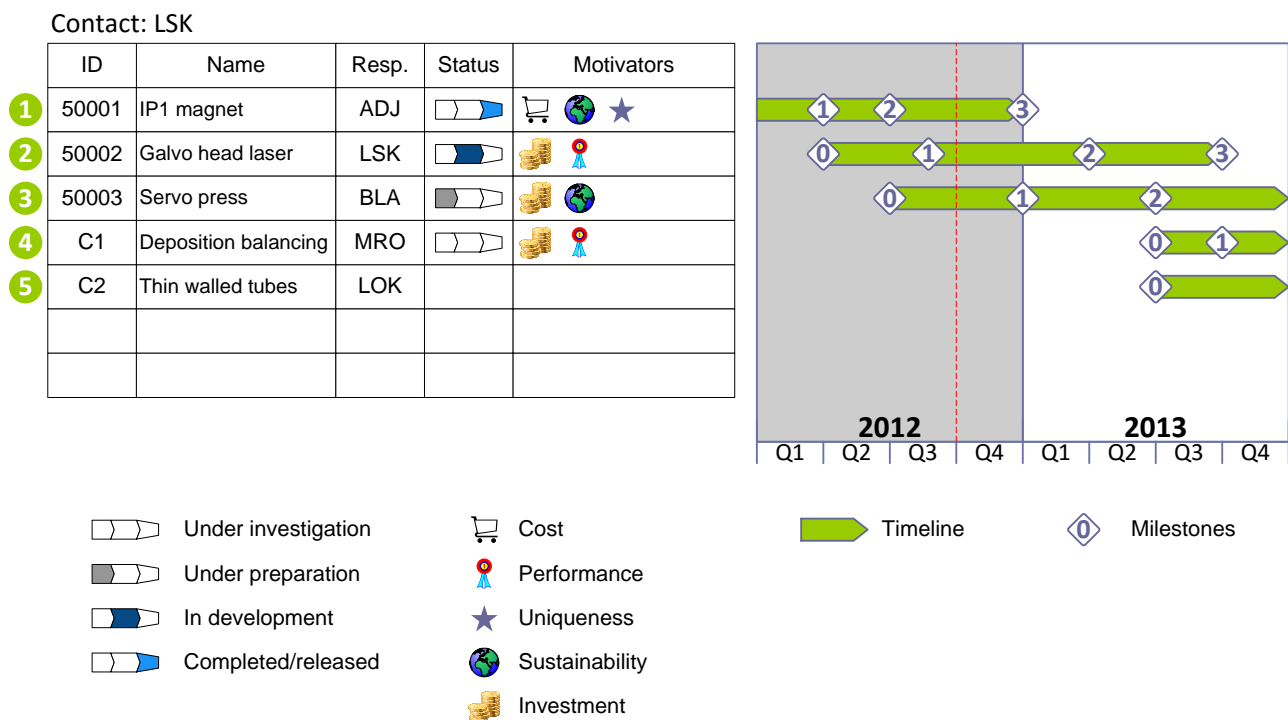 Contact: LSK
ID Name Resp. Status Motivators
1 50001 IP1 magnet ADJ 1 2 3
2 50002 Galvo head laser LSK 0 1 2 3
3 50003 Servo press BLA 0 1 2
4 C1 Deposition balancing MRO 0 1
5 C2 Thin walled tubes LOK 0
2012 2013
Q1 Q2 Q3 Q4 Q1 Q2 Q3 Q4
Under investigation Cost Timeline 0 Milestones
Under preparation Performance
In development Uniqueness
Completed/released Sustainability
Investment